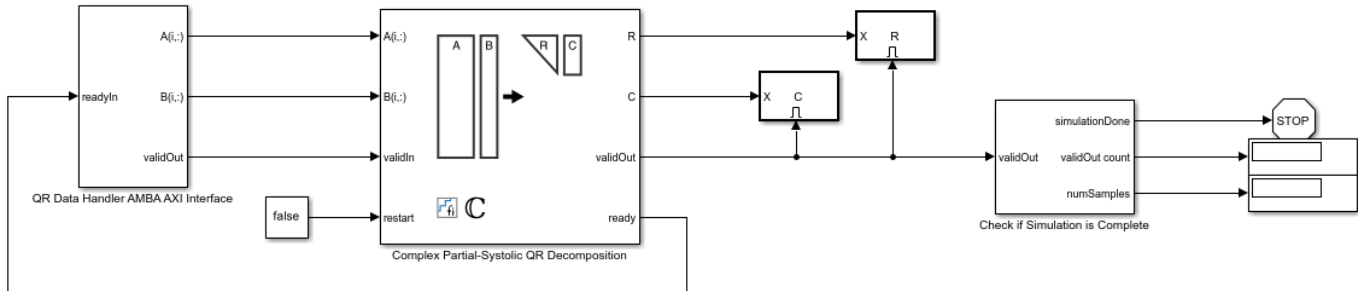 readyIn
A(i,:)
B(i,:)
validOut
QR Data Handler AMBA AXI Interface
false
A(i,:)
B(i,:)
validIn
restart
A
B
R
C
fi
ℂ
R
C
validOut
ready
Complex Partial-Systolic QR Decomposition
X
C
X
R
validOut
simulationDone
validOut count
numSamples
Check if Simulation is Complete
STOP